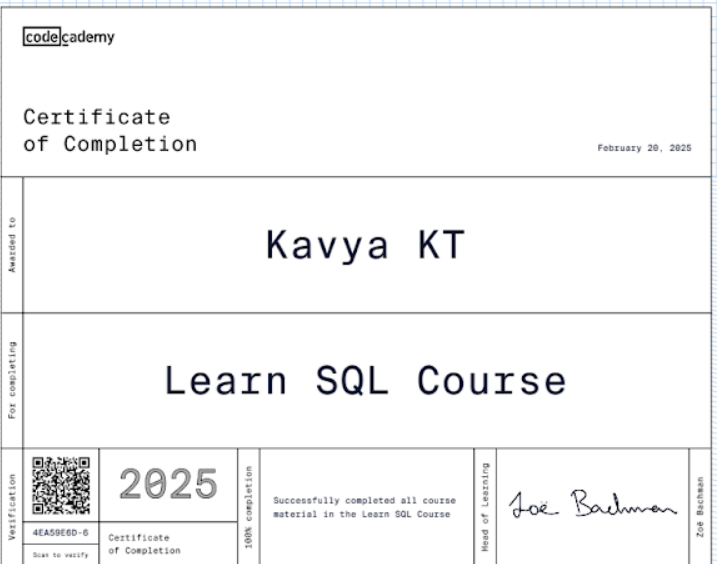 codecademy
Certificate
of Completion
February 20, 2025
Awarded to
Kavya KT
For completing
Learn SQL Course
Verification
4EA59E6D-6
Scan to verify
2025
Certificate
of Completion
100% completion
Successfully completed all course
material in the Learn SQL Course
Head of Learning
Zoë Bachman
Zoë Bachman